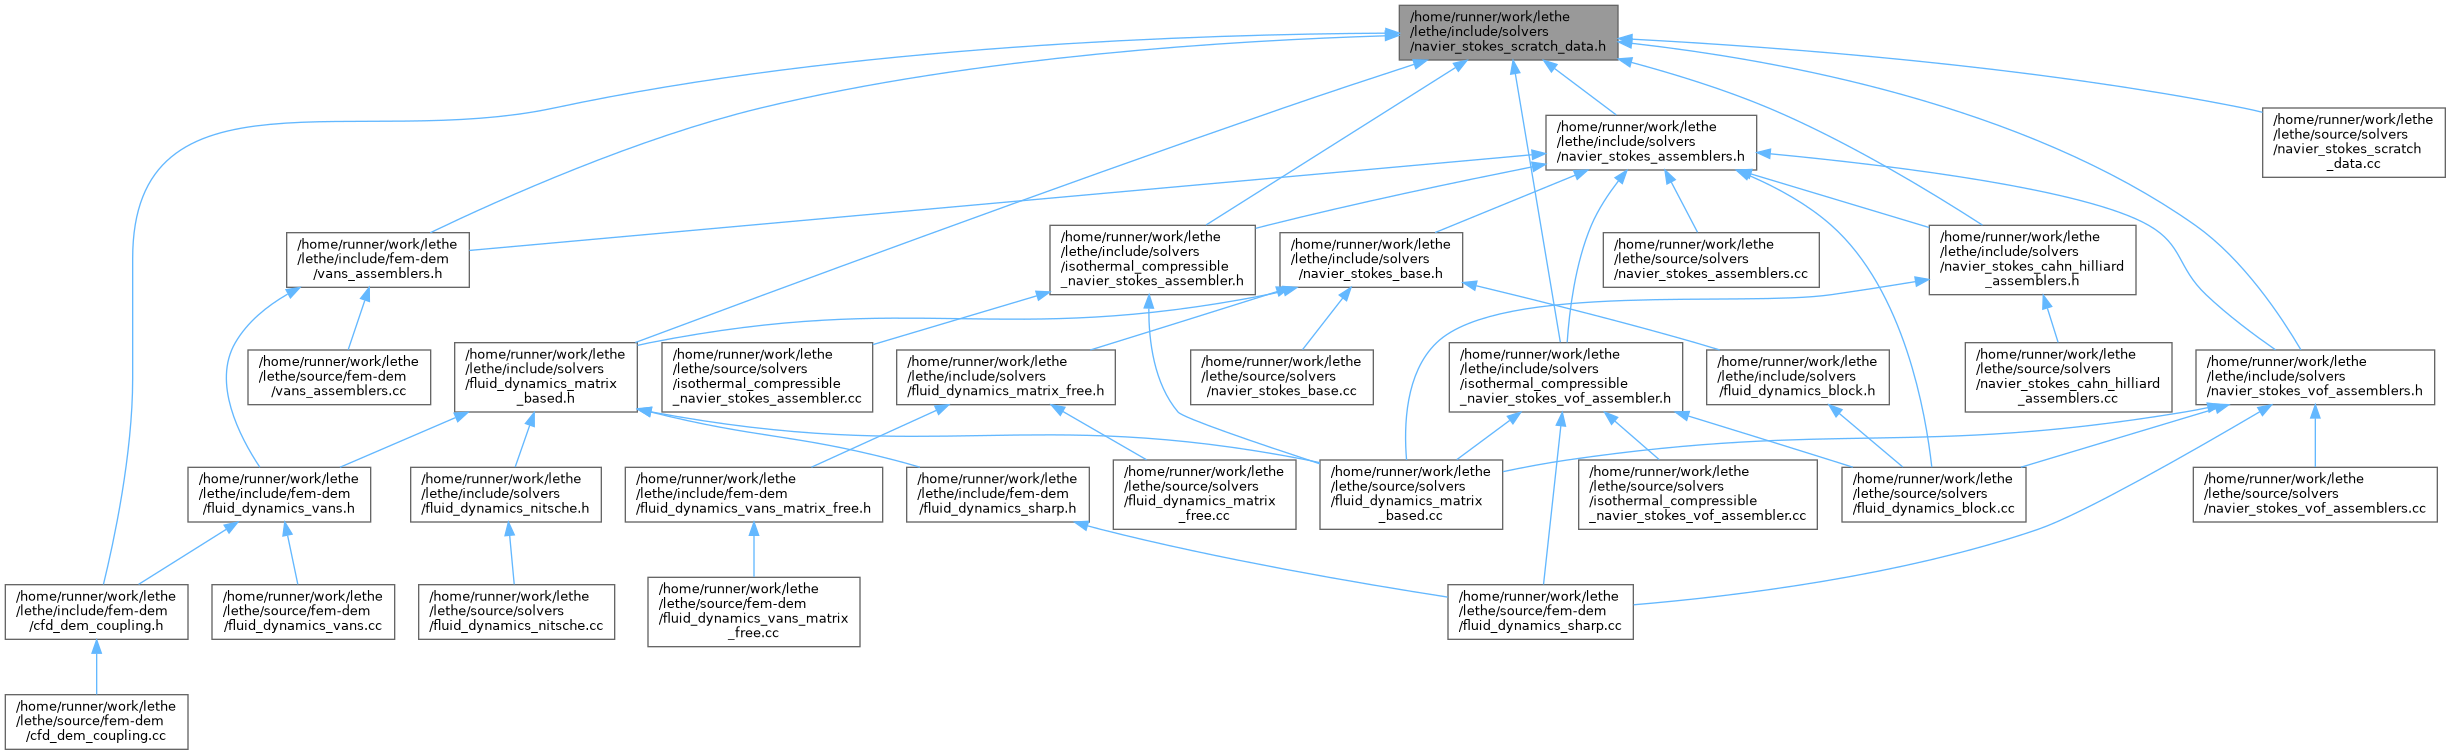 /home/runner/work/lethe
/lethe/include/solvers
/navier_stokes_scratch_data.h
/home/runner/work/lethe
/lethe/source/solvers
/navier_stokes_scratch
_data.cc
/home/runner/work/lethe
/lethe/include/solvers
/navier_stokes_assemblers.h
/home/runner/work/lethe
/lethe/include/fem-dem
/vans_assemblers.h
/home/runner/work/lethe
/lethe/include/solvers
/isothermal_compressible
_navier_stokes_assembler.h
/home/runner/work/lethe
/lethe/include/solvers
/navier_stokes_base.h
/home/runner/work/lethe
/lethe/source/solvers
/navier_stokes_assemblers.cc
/home/runner/work/lethe
/lethe/include/solvers
/navier_stokes_cahn_hilliard
_assemblers.h
/home/runner/work/lethe
/lethe/source/fem-dem
/vans_assemblers.cc
/home/runner/work/lethe
/lethe/include/solvers
/fluid_dynamics_matrix
_based.h
/home/runner/work/lethe
/lethe/source/solvers
/isothermal_compressible
_navier_stokes_assembler.cc
/home/runner/work/lethe
/lethe/include/solvers
/fluid_dynamics_matrix_free.h
/home/runner/work/lethe
/lethe/source/solvers
/navier_stokes_base.cc
/home/runner/work/lethe
/lethe/include/solvers
/isothermal_compressible
_navier_stokes_vof_assembler.h
/home/runner/work/lethe
/lethe/include/solvers
/fluid_dynamics_block.h
/home/runner/work/lethe
/lethe/source/solvers
/navier_stokes_cahn_hilliard
_assemblers.cc
/home/runner/work/lethe
/lethe/include/solvers
/navier_stokes_vof_assemblers.h
/home/runner/work/lethe
/lethe/include/fem-dem
/fluid_dynamics_vans.h
/home/runner/work/lethe
/lethe/include/solvers
/fluid_dynamics_nitsche.h
/home/runner/work/lethe
/lethe/include/fem-dem
/fluid_dynamics_vans_matrix_free.h
/home/runner/work/lethe
/lethe/include/fem-dem
/fluid_dynamics_sharp.h
/home/runner/work/lethe
/lethe/source/solvers
/fluid_dynamics_matrix
_free.cc
/home/runner/work/lethe
/lethe/source/solvers
/fluid_dynamics_matrix
_based.cc
/home/runner/work/lethe
/lethe/source/solvers
/isothermal_compressible
_navier_stokes_vof_assembler.cc
/home/runner/work/lethe
/lethe/source/solvers
/fluid_dynamics_block.cc
/home/runner/work/lethe
/lethe/source/solvers
/navier_stokes_vof_assemblers.cc
/home/runner/work/lethe
/lethe/include/fem-dem
/cfd_dem_coupling.h
/home/runner/work/lethe
/lethe/source/fem-dem
/fluid_dynamics_vans.cc
/home/runner/work/lethe
/lethe/source/solvers
/fluid_dynamics_nitsche.cc
/home/runner/work/lethe
/lethe/source/fem-dem
/fluid_dynamics_vans_matrix
_free.cc
/home/runner/work/lethe
/lethe/source/fem-dem
/fluid_dynamics_sharp.cc
/home/runner/work/lethe
/lethe/source/fem-dem
/cfd_dem_coupling.cc